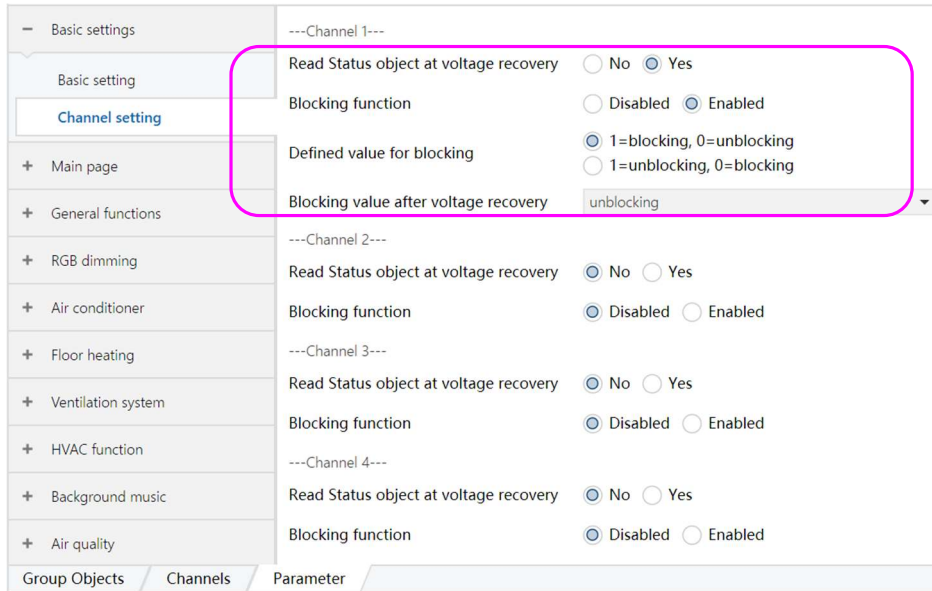 − Basic settings
Basic setting
Channel setting
+ Main page
+ General functions
+ RGB dimming
+ Air conditioner
+ Floor heating
+ Ventilation system
+ HVAC function
+ Background music
+ Air quality
---Channel 1---
Read Status object at voltage recovery No Yes
Blocking function Disabled Enabled
Defined value for blocking
1=blocking, 0=unblocking
1=unblocking, 0=blocking
Blocking value after voltage recovery unblocking
---Channel 2---
Read Status object at voltage recovery No Yes
Blocking function Disabled Enabled
---Channel 3---
Read Status object at voltage recovery No Yes
Blocking function Disabled Enabled
---Channel 4---
Read Status object at voltage recovery No Yes
Blocking function Disabled Enabled
Group Objects Channels Parameter